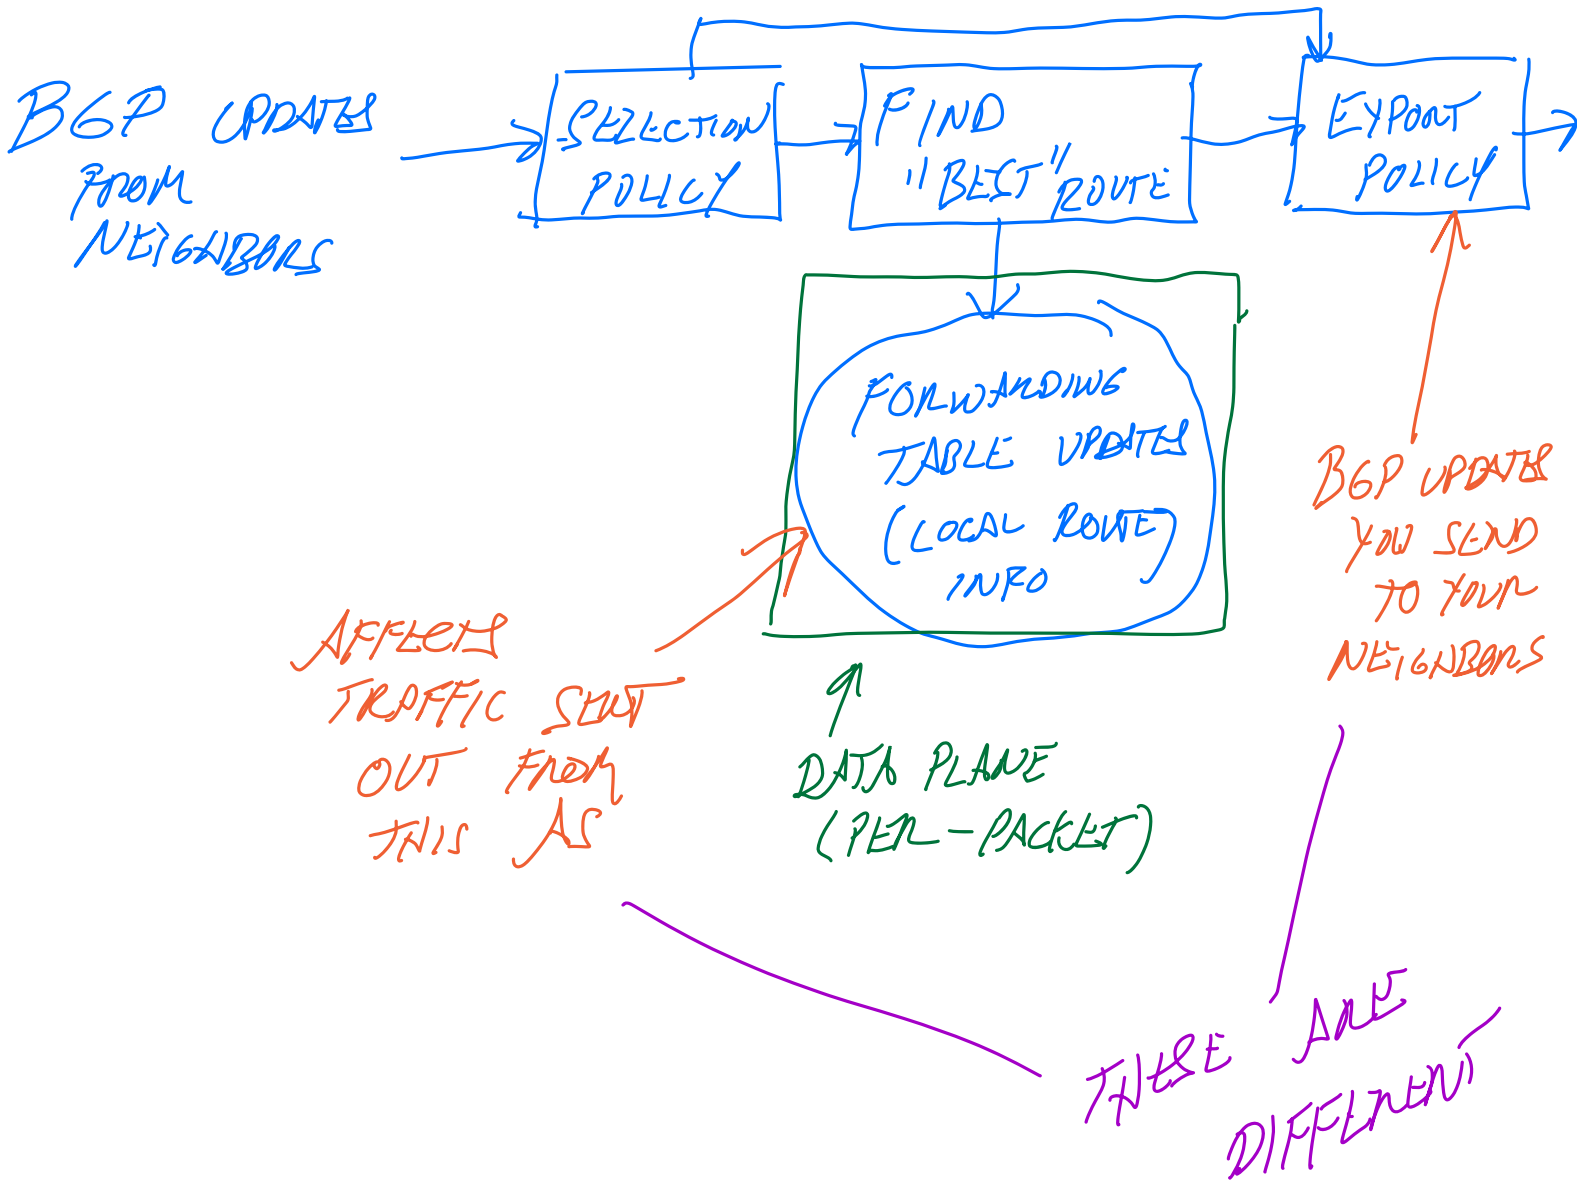 BGP UPDATES
FROM
NEIGHBORS
SELECTION
POLICY
FIND
"BEST"
ROUTE
EXPORT
POLICY
FORWARDING
TABLE UPDATES
(LOCAL ROUTE)
INFO
BGP UPDATES
YOU SEND
TO YOUR
NEIGHBORS
AFFECTS
TRAFFIC SENT
OUT FROM
THIS AS
DATA PLANE
(PER-PACKET)
THESE ARE
DIFFERENT